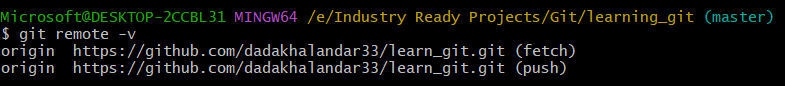 Microsoft@DESKTOP-2CCBL31 MINGW64 /e/Industry Ready Projects/Git/learning_git (master)
$ git remote -v
origin  https://github.com/dadakhalandar33/learn_git.git (fetch)
origin  https://github.com/dadakhalandar33/learn_git.git (push)